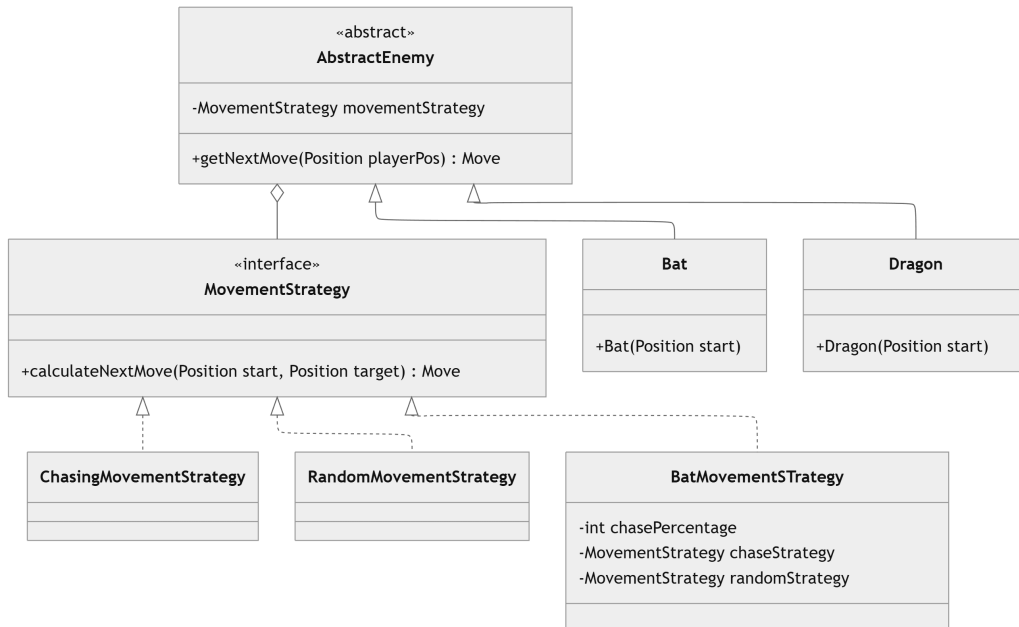 «abstract»
AbstractEnemy
-MovementStrategy movementStrategy
+getNextMove(Position playerPos) : Move
«interface»
MovementStrategy
+calculateNextMove(Position start, Position target) : Move
Bat
+Bat(Position start)
Dragon
+Dragon(Position start)
ChasingMovementStrategy
RandomMovementStrategy
BatMovementSTrategy
-int chasePercentage
-MovementStrategy chaseStrategy
-MovementStrategy randomStrategy